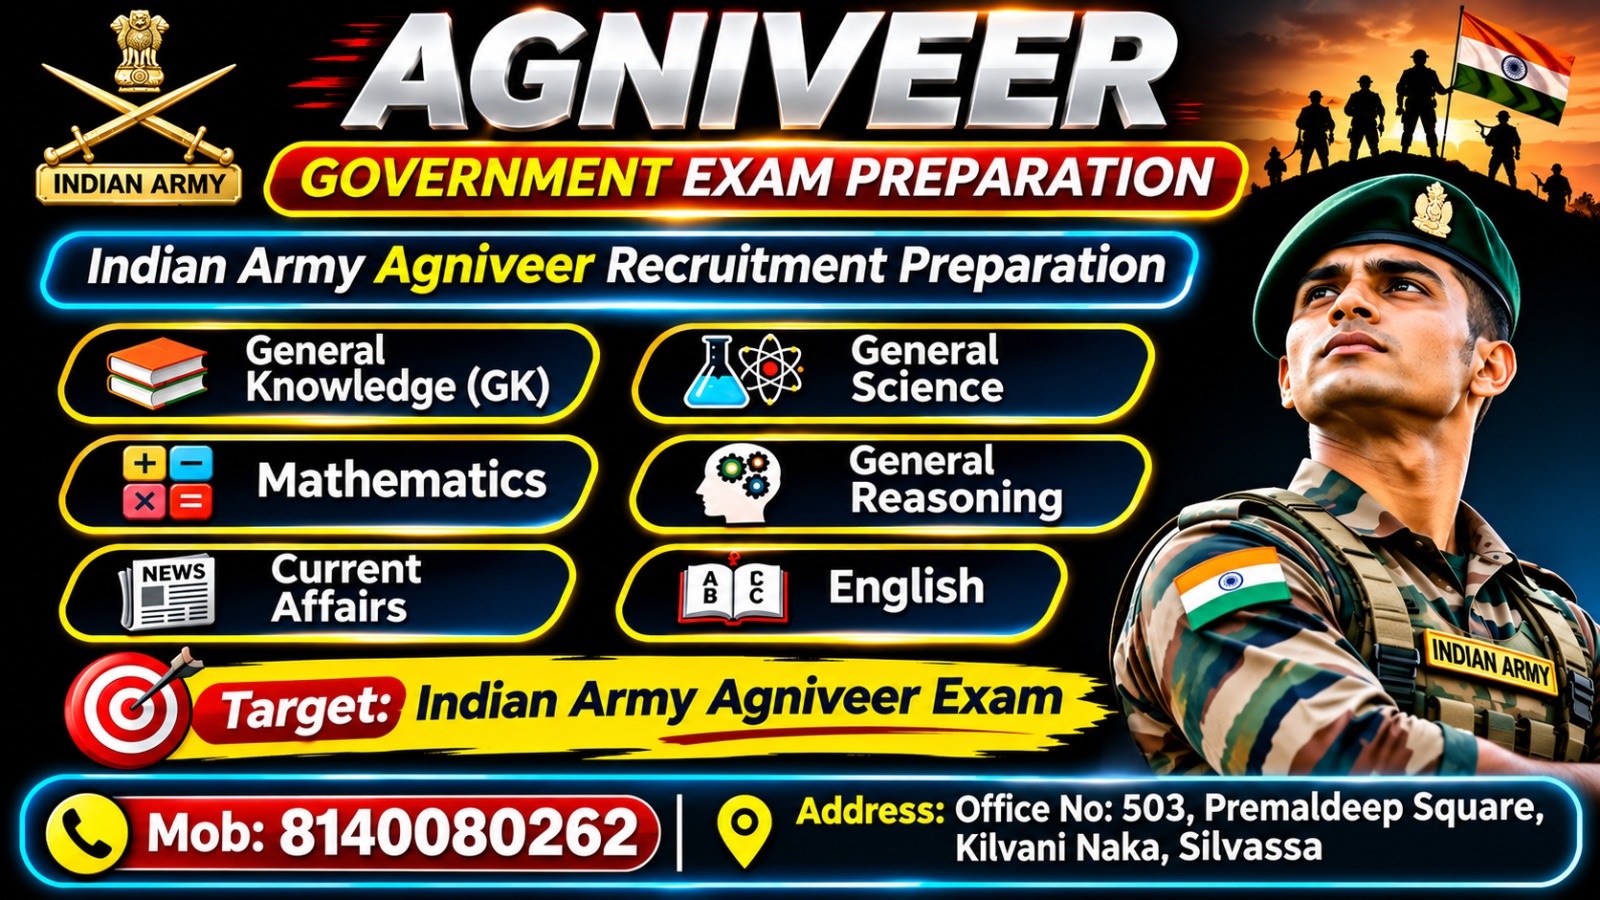 INDIAN ARMY
AGNIVEER
GOVERNMENT EXAM PREPARATION
Indian Army Agniveer Recruitment Preparation
General
Knowledge (GK)
General
Science
Mathematics
General
Reasoning
NEWS
Current
Affairs
A C
B C
English
INDIAN ARMY
Target: Indian Army Agniveer Exam
Mob: 8140080262
Address: Office No: 503, Premaldeep Square,
Kilvani Naka, Silvassa